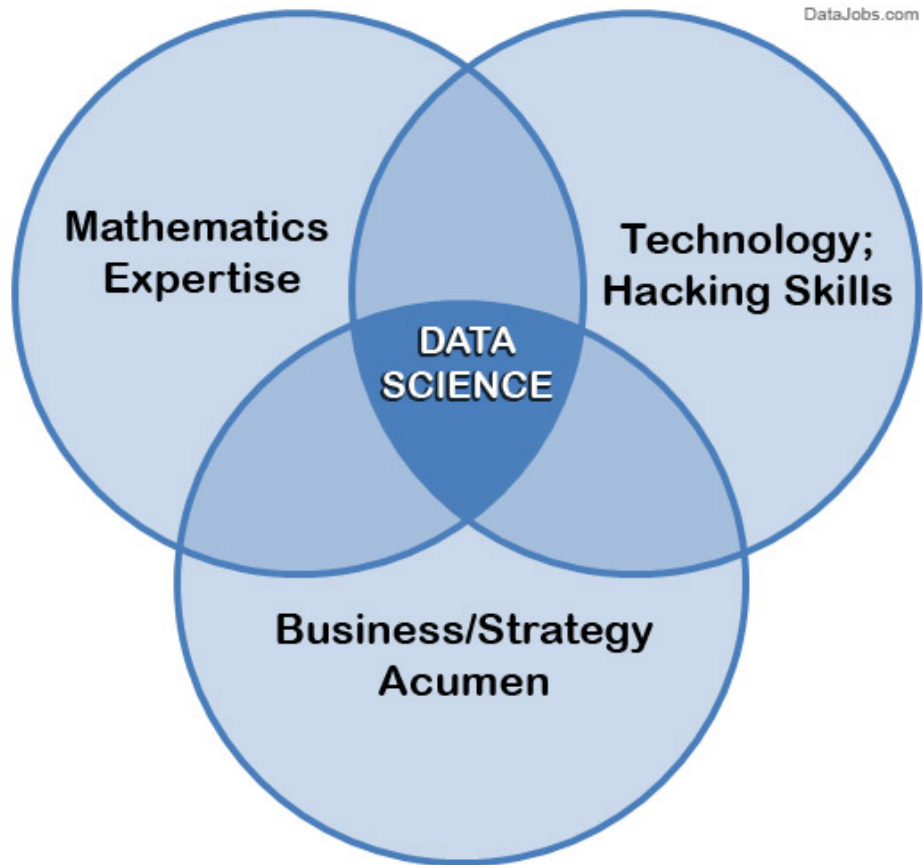 DataJobs.com
Mathematics
Expertise
Technology;
Hacking Skills
DATA
SCIENCE
Business/Strategy
Acumen